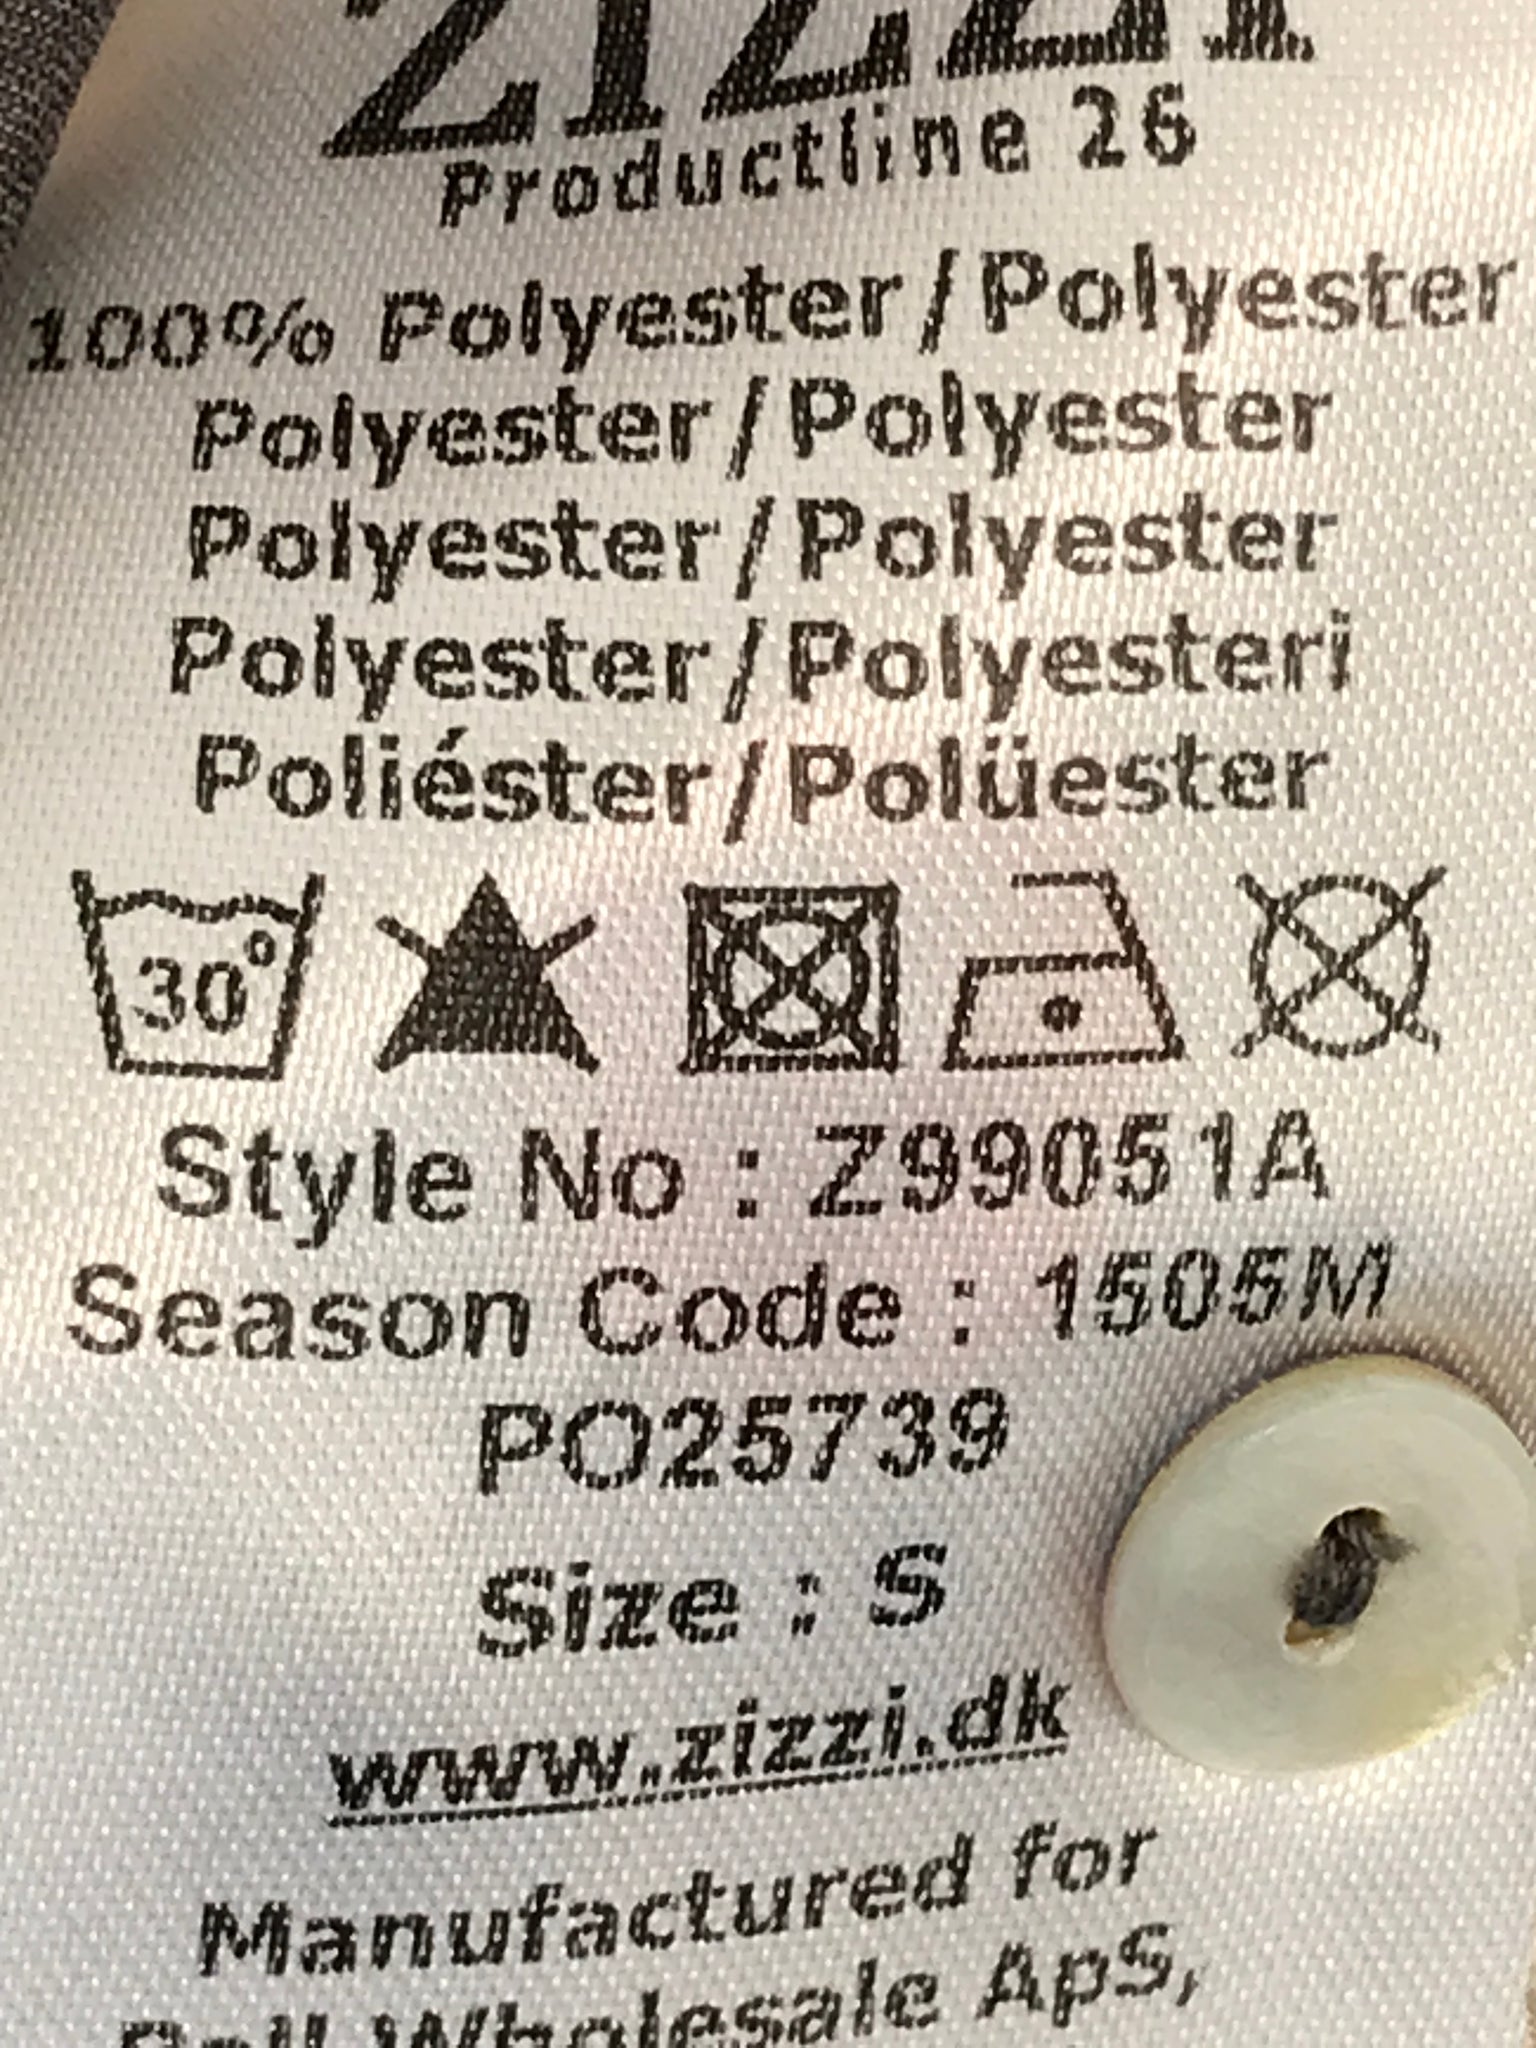 zizzi
Productline 26
100% Polyester/Polyester
Polyester/Polyester
Polyester/Polyester
Polyester/Polyesteri
Poliéster/Polüester
30°
Style No : Z99051A
Season Code : 1505M
PO25739
Size : S
www.zizzi.dk
Manufactured for
Wholesale ApS,